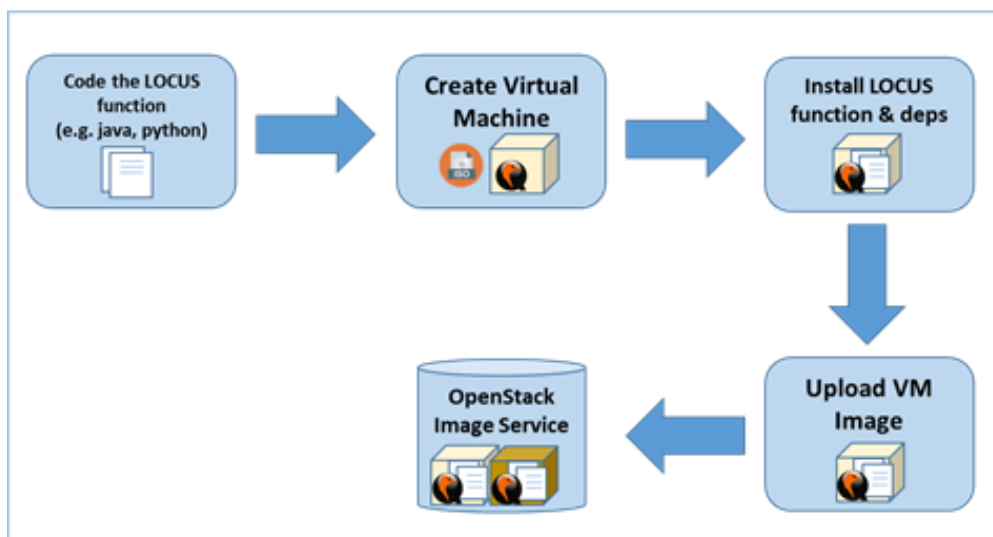 Code the LOCUS
function
(e.g. java, python)
Create Virtual
Machine
ISO
Install LOCUS
function & deps
Upload VM
Image
OpenStack
Image Service